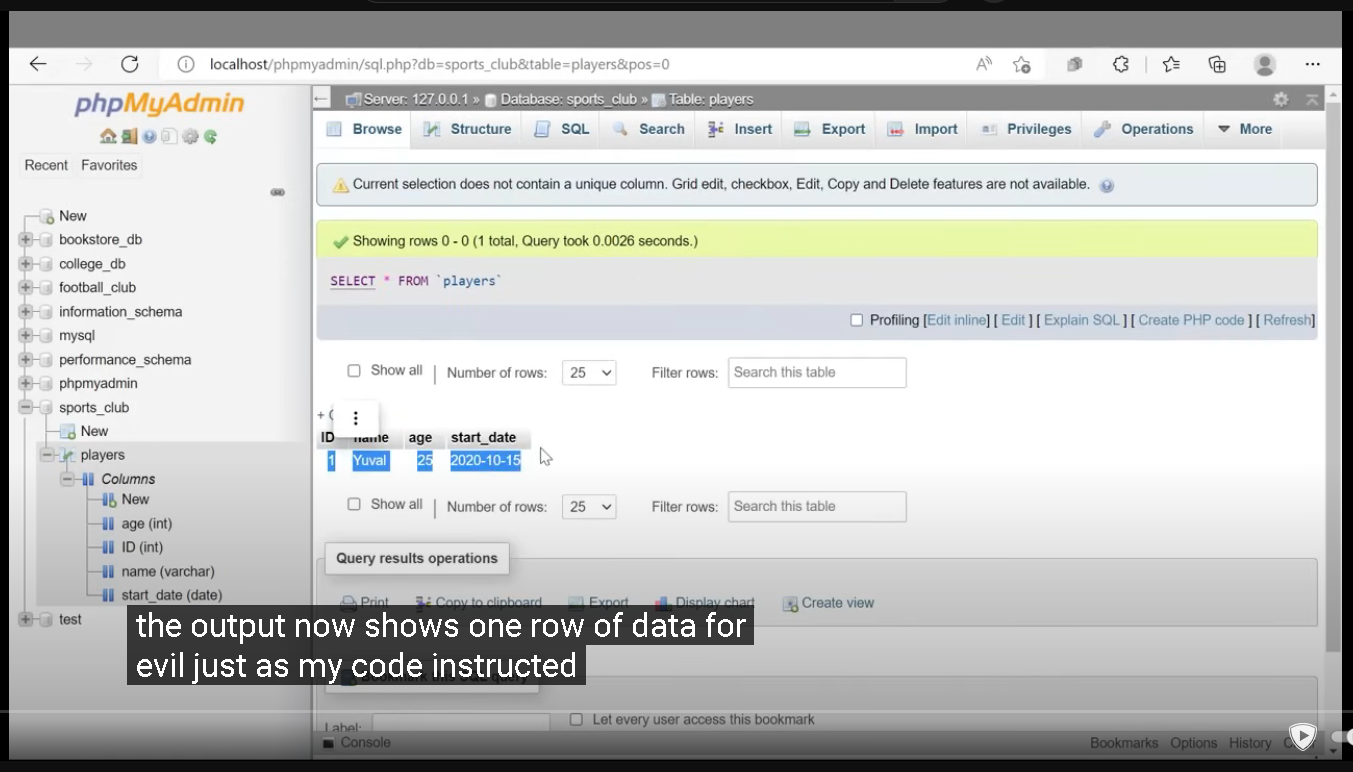 localhost/phpmyadmin/sql.php?db=sports_club&table=players&pos=0
phpMyAdmin
Recent Favorites
New
bookstore_db
college_db
football_club
information_schema
mysql
performance_schema
phpmyadmin
sports_club
New
players
Columns
New
age (int)
ID (int)
name (varchar)
start_date (date)
test
Server: 127.0.0.1 » Database: sports_club » Table: players
Browse Structure SQL Search Insert Export Import Privileges Operations More
Current selection does not contain a unique column. Grid edit, checkbox, Edit, Copy and Delete features are not available.
Showing rows 0 - 0 (1 total, Query took 0.0026 seconds.)
SELECT * FROM `players`
Profiling [Edit inline] [ Edit ] [ Explain SQL ] [ Create PHP code ] [ Refresh]
Show all | Number of rows: 25 Filter rows: Search this table
ID name age start_date
1 Yuval 25 2020-10-15
Show all | Number of rows: 25 Filter rows: Search this table
Query results operations
Print Copy to clipboard Export Display chart Create view
the output now shows one row of data for
evil just as my code instructed
Bookmark this SQL query
Label: Let every user access this bookmark
Console Bookmarks Options History